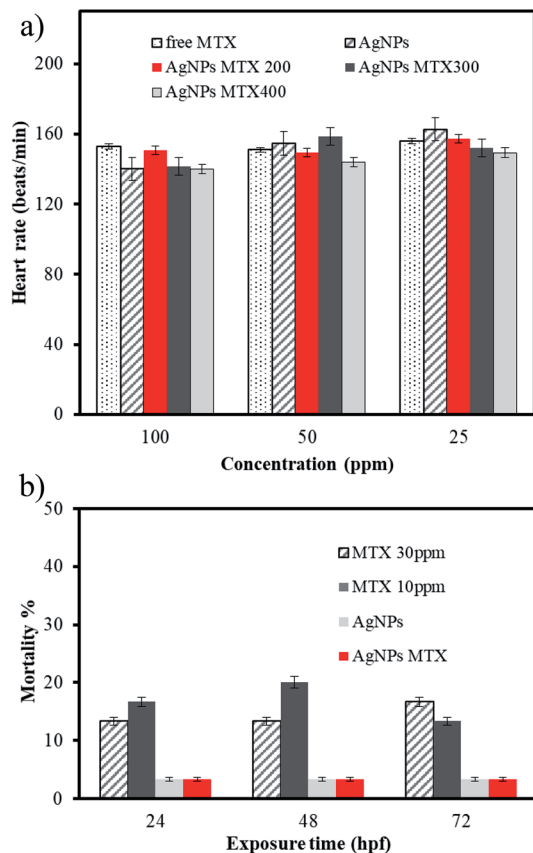 a)
free MTX
AgNPs
AgNPs MTX 200
AgNPs MTX300
AgNPs MTX400
200
160
120
80
40
0
Heart rate (beats/min)
100
50
25
Concentration (ppm)
b)
50
40
30
20
10
0
Mortality %
MTX 30ppm
MTX 10ppm
AgNPs
AgNPs MTX
24
48
72
Exposure time (hpf)